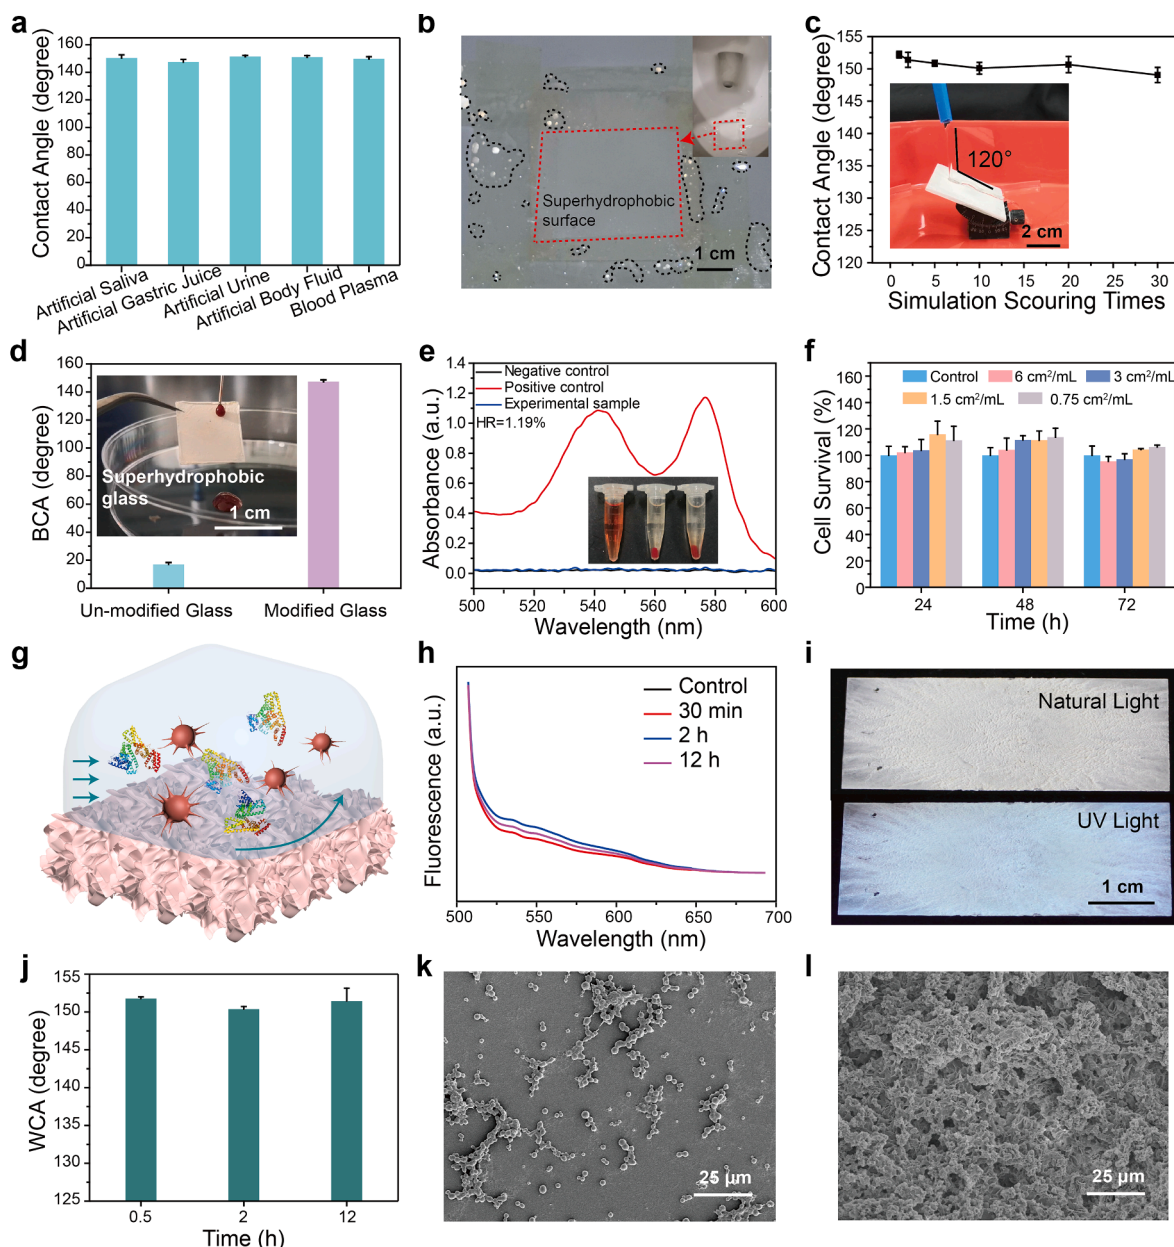 a
Contact Angle (degree)
160
140
120
100
80
60
40
20
0
Artificial Saliva
Artificial Gastric Juice
Artificial Urine
Artificial Body Fluid
Blood Plasma
b
Superhydrophobic
surface
1 cm
c
Contact Angle (degree)
155
150
145
140
135
130
125
120
120°
2 cm
0 5 10 15 20 25 30
Simulation Scouring Times
d
BCA (degree)
160
140
120
100
80
60
40
20
0
Superhydrophobic
glass
1 cm
Un-modified Glass
Modified Glass
e
Absorbance (a.u.)
1.4
1.2
1.0
0.8
0.6
0.4
0.2
0.0
Negative control
Positive control
Experimental sample
HR=1.19%
500 520 540 560 580 600
Wavelength (nm)
f
Cell Survival (%)
160
140
120
100
80
60
40
20
0
Control 6 cm²/mL 3 cm²/mL
1.5 cm²/mL 0.75 cm²/mL
24 48 72
Time (h)
g
h
Fluorescence (a.u.)
Control
30 min
2 h
12 h
500 550 600 650 700
Wavelength (nm)
i
Natural Light
UV Light
1 cm
j
WCA (degree)
155
150
145
140
135
130
125
0.5 2 12
Time (h)
k
25 μm
l
25 μm